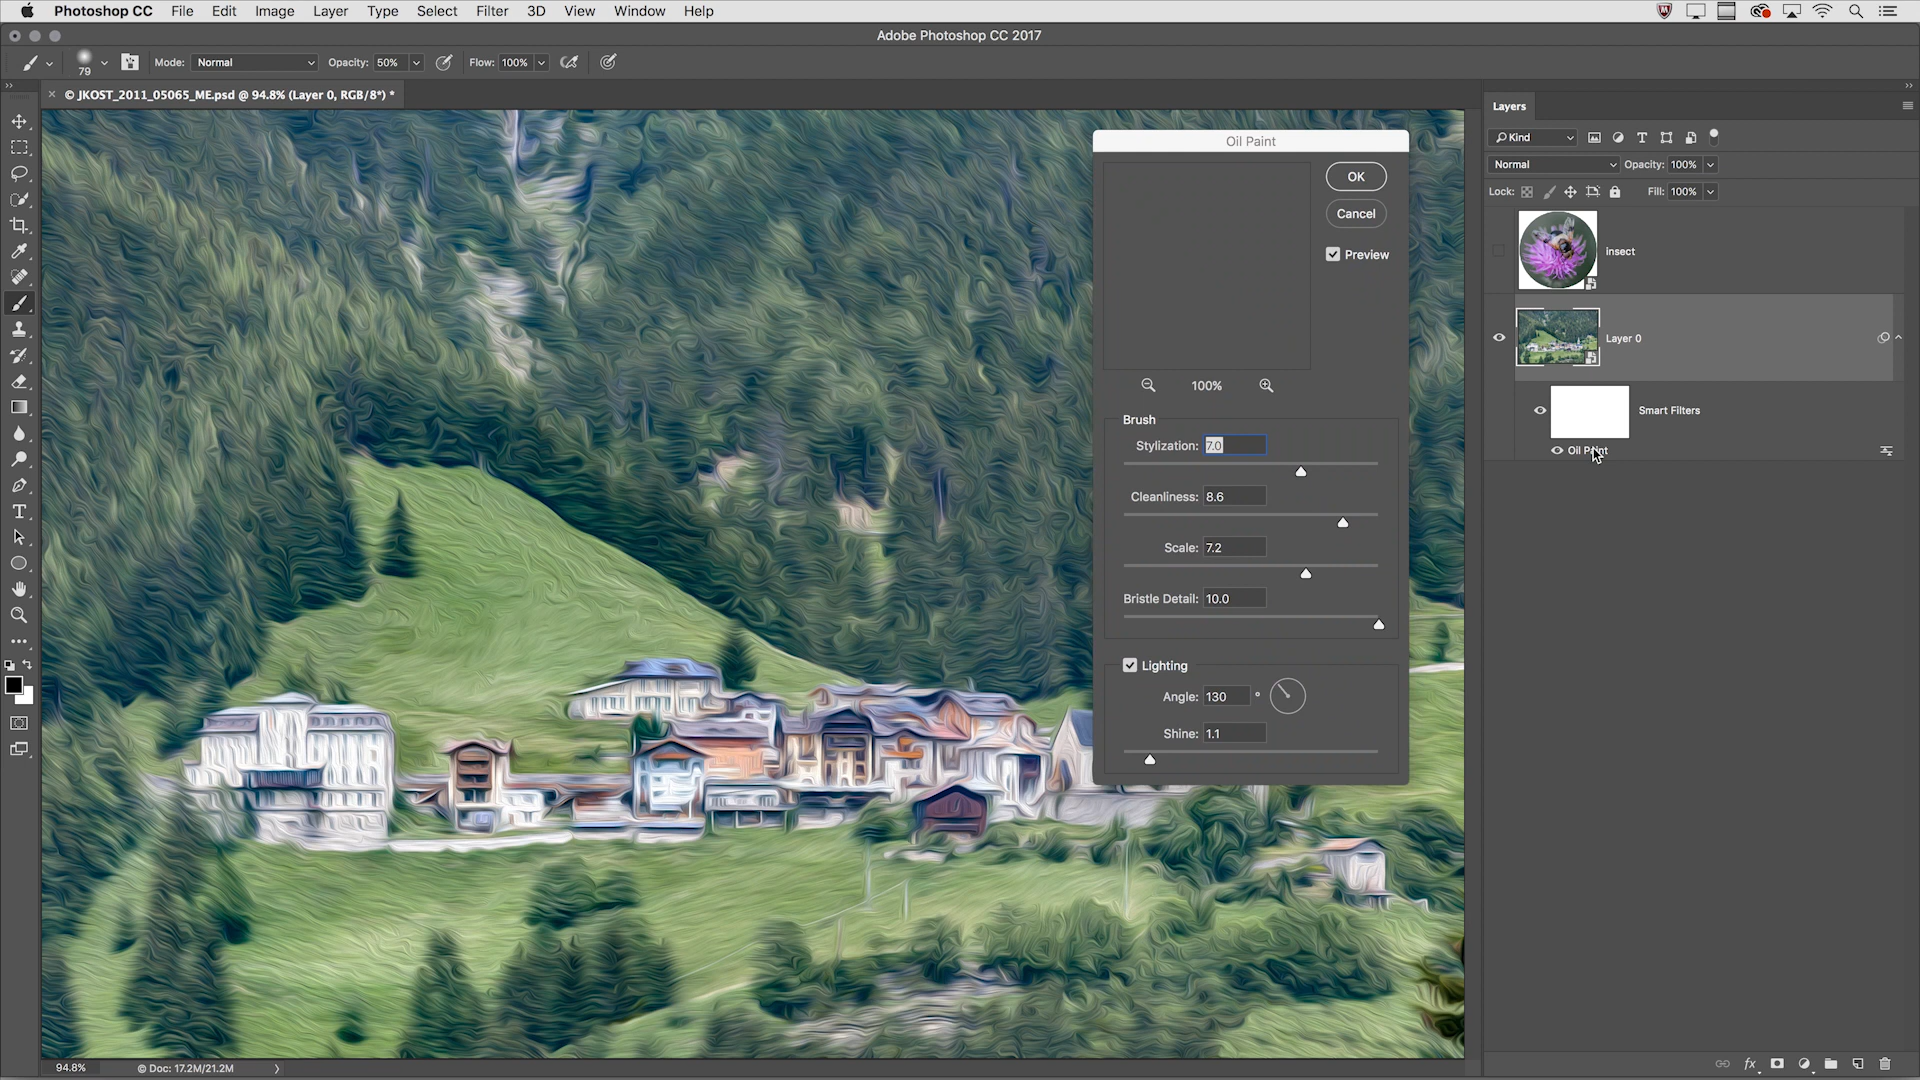 Photoshop CC File Edit Image Layer Type Select Filter 3D View Window Help
Adobe Photoshop CC 2017
79 Mode: Normal Opacity: 50% Flow: 100%
© JKOST_2011_05065_ME.psd @ 94.8% (Layer 0, RGB/8*) *
Layers
Kind
Normal Opacity: 100%
Lock: Fill: 100%
insect
Layer 0
Smart Filters
Oil Paint
Oil Paint
OK
Cancel
Preview
100%
Brush
Stylization: 7.0
Cleanliness: 8.6
Scale: 7.2
Bristle Detail: 10.0
Lighting
Angle: 130 °
Shine: 1.1
94.8% © Doc: 17.2M/21.2M
fx